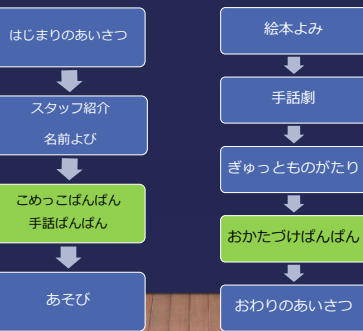 はじまりのあいさつ
スタッフ紹介
名前よび
こめっこぱんぱん
手話ぱんぱん
あそび
絵本よみ
手話劇
ぎゅっとものがたり
おかたづけぱんぱん
おわりのあいさつ